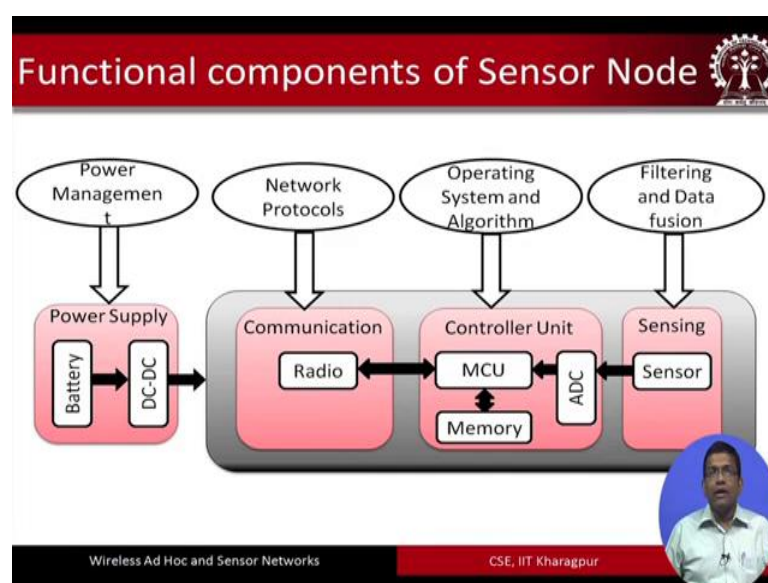 Functional components of Sensor Node
Power
Managemen
t
Network
Protocols
Operating
System and
Algorithm
Filtering
and Data
fusion
Power Supply
Battery
DC-DC
Communication
Radio
Controller Unit
MCU
Memory
ADC
Sensing
Sensor
Wireless Ad Hoc and Sensor Networks
CSE, IIT Kharagpur